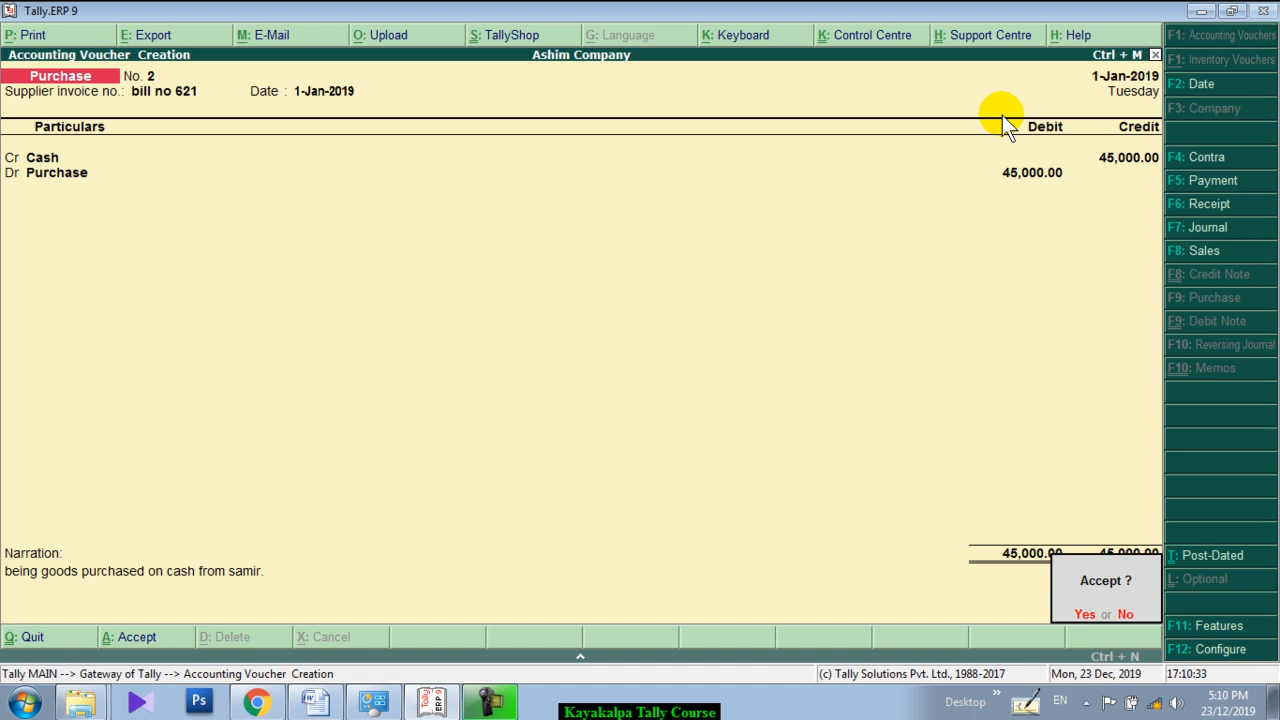 Tally.ERP 9
P: Print E: Export M: E-Mail O: Upload S: TallyShop G: Language K: Keyboard K: Control Centre H: Support Centre H: Help
Accounting Voucher Creation Ashim Company Ctrl + M
Purchase No. 2 1-Jan-2019
Supplier invoice no.: bill no 621 Date : 1-Jan-2019 Tuesday
Particulars Debit Credit
Cr Cash 45,000.00
Dr Purchase 45,000.00
Narration: 45,000.00 45,000.00
being goods purchased on cash from samir.
Accept ?
Yes or No
Q: Quit A: Accept D: Delete X: Cancel
Ctrl + N
F1: Accounting Vouchers
F1: Inventory Vouchers
F2: Date
F3: Company
F4: Contra
F5: Payment
F6: Receipt
F7: Journal
F8: Sales
F8: Credit Note
F9: Purchase
F9: Debit Note
F10: Reversing Journal
F10: Memos
T: Post-Dated
L: Optional
F11: Features
F12: Configure
Tally MAIN --> Gateway of Tally --> Accounting Voucher Creation (c) Tally Solutions Pvt. Ltd., 1988-2017 Mon, 23 Dec, 2019 17:10:33
Ps Tally ERP 9 Desktop » EN 5:10 PM
23/12/2019
Kayakalpa Tally Course